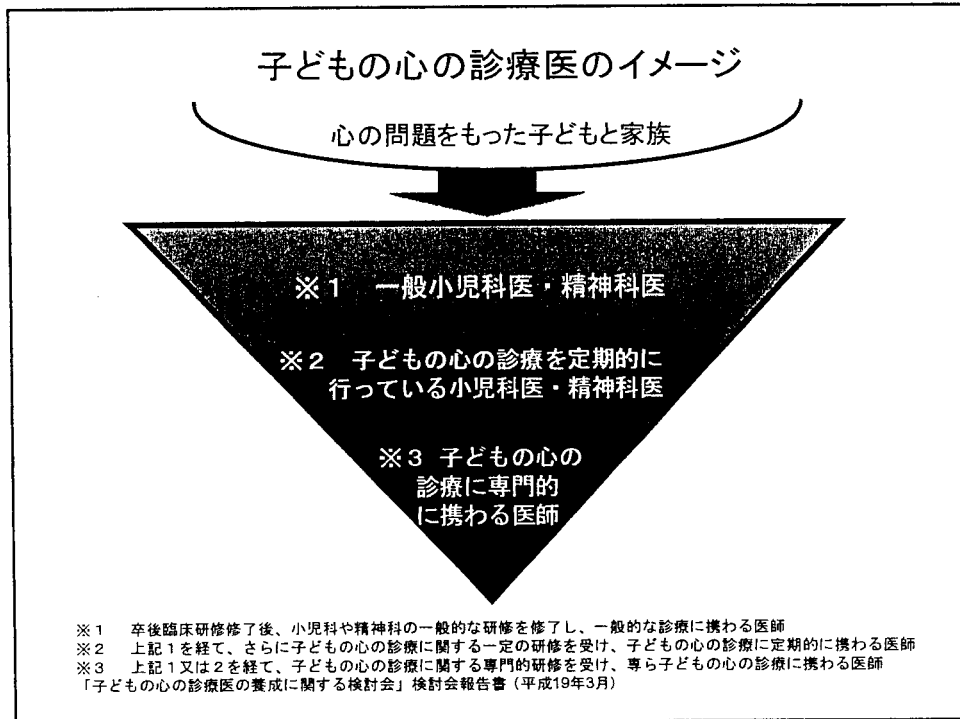 子どもの心の診療医のイメージ
心の問題をもった子どもと家族
※1 一般小児科医・精神科医
※2 子どもの心の診療を定期的に
行っている小児科医・精神科医
※3 子どもの心の
診療に専門的
に携わる医師
※1 卒後臨床研修修了後、小児科や精神科の一般的な研修を修了し、一般的な診療に携わる医師
※2 上記1を経て、さらに子どもの心の診療に関する一定の研修を受け、子どもの心の診療に定期的に携わる医師
※3 上記1又は2を経て、子どもの心の診療に関する専門的研修を受け、専ら子どもの心の診療に携わる医師
「子どもの心の診療医の養成に関する検討会」検討会報告書（平成19年3月）